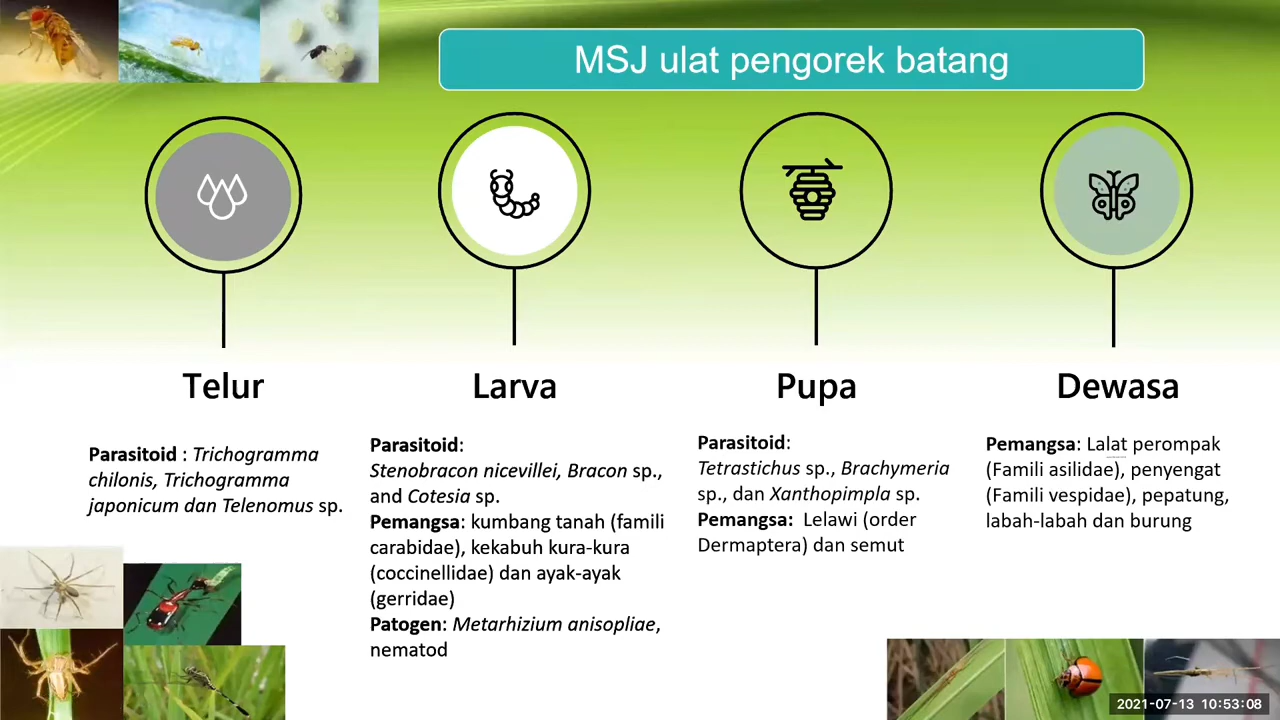 MSJ ulat pengorek batang
Telur
Parasitoid : Trichogramma
chilonis, Trichogramma
japonicum dan Telenomus sp.
Larva
Parasitoid:
Stenobracon nicevillei, Bracon sp.,
and Cotesia sp.
Pemangsa: kumbang tanah (famili
carabidae), kekabuh kura-kura
(coccinellidae) dan ayak-ayak
(gerridae)
Patogen: Metarhizium anisopliae,
nematod
Pupa
Parasitoid:
Tetrastichus sp., Brachymeria
sp., dan Xanthopimpla sp.
Pemangsa: Lelawi (order
Dermaptera) dan semut
Dewasa
Pemangsa: Lalat perompak
(Famili asilidae), penyengat
(Famili vespidae), pepatung,
labah-labah dan burung
2021-07-13 10:53:08